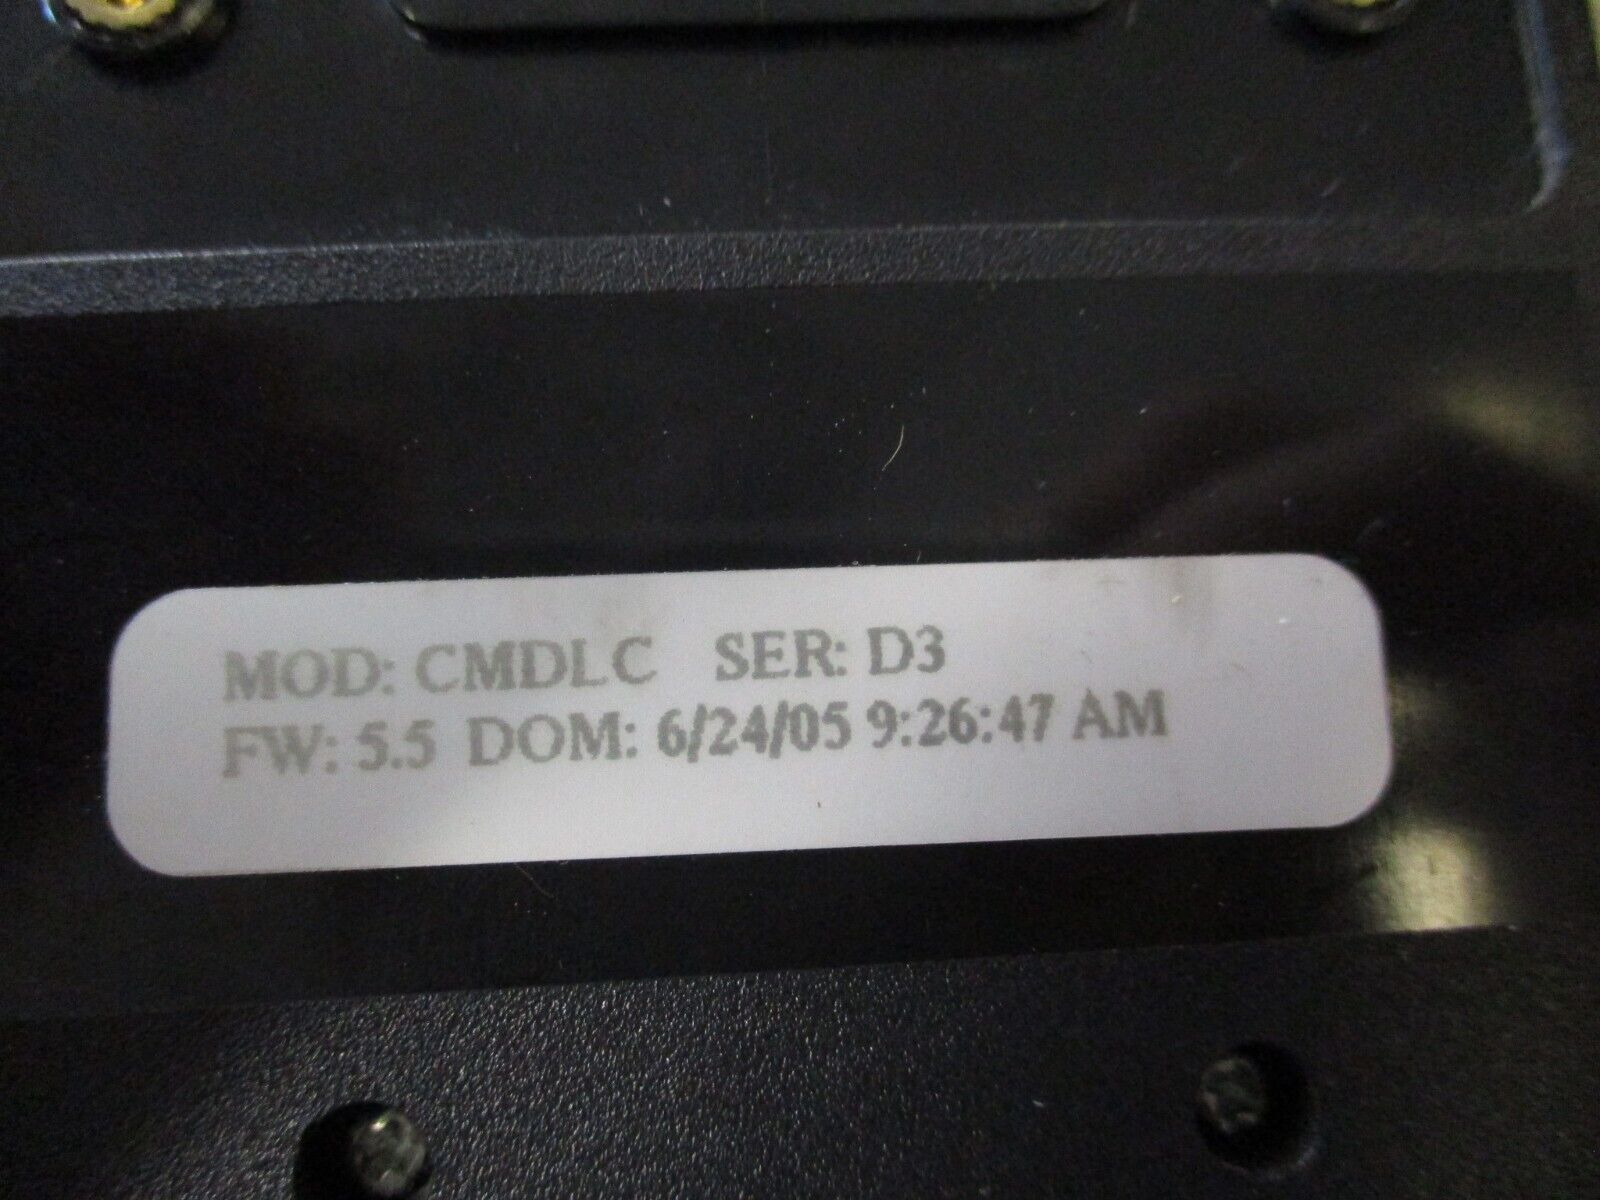 MOD: CMDLC SER: D3
FW: 5.5 DOM: 6/24/05 9:26:47 AM